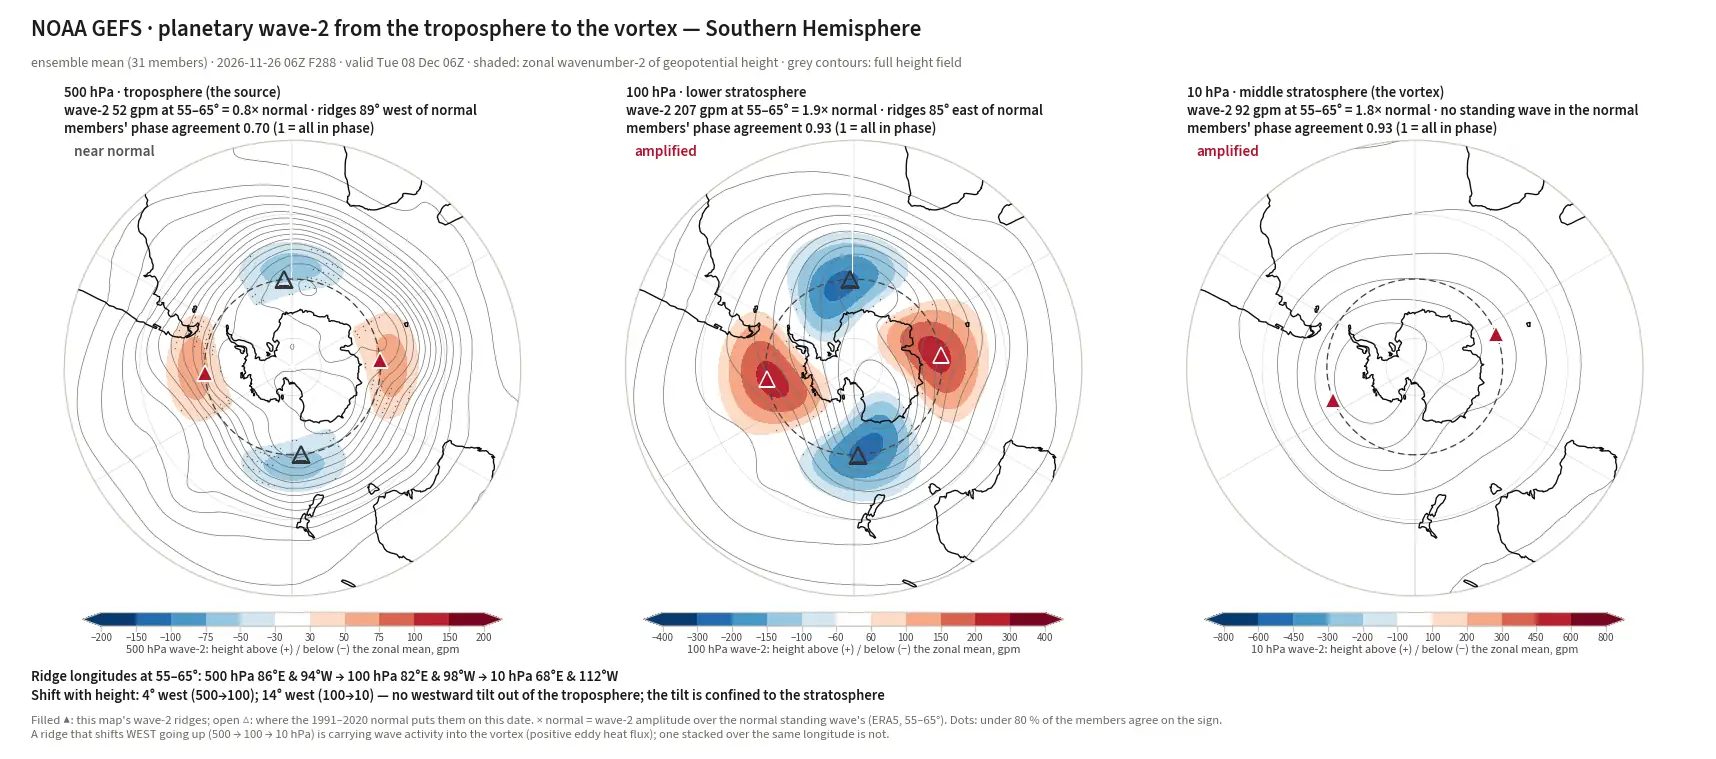 NOAA GEFS · planetary wave-2 from the troposphere to the vortex — Southern Hemisphere
ensemble mean (31 members) · 2026-11-26 06Z F288 · valid Tue 08 Dec 06Z · shaded: zonal wavenumber-2 of geopotential height · grey contours: full height field
500 hPa · troposphere (the source)
wave-2 52 gpm at 55–65° = 0.8× normal · ridges 89° west of normal
members' phase agreement 0.70 (1 = all in phase)
near normal
100 hPa · lower stratosphere
wave-2 207 gpm at 55–65° = 1.9× normal · ridges 85° east of normal
members' phase agreement 0.93 (1 = all in phase)
amplified
10 hPa · middle stratosphere (the vortex)
wave-2 92 gpm at 55–65° = 1.8× normal · no standing wave in the normal
members' phase agreement 0.93 (1 = all in phase)
amplified
0
−200 −150 −100 −75 −50 −30 30 50 75 100 150 200
500 hPa wave-2: height above (+) / below (−) the zonal mean, gpm
−400 −300 −200 −150 −100 −60 60 100 150 200 300 400
100 hPa wave-2: height above (+) / below (−) the zonal mean, gpm
−800 −600 −450 −300 −200 −100 100 200 300 450 600 800
10 hPa wave-2: height above (+) / below (−) the zonal mean, gpm
Ridge longitudes at 55–65°: 500 hPa 86°E & 94°W → 100 hPa 82°E & 98°W → 10 hPa 68°E & 112°W
Shift with height: 4° west (500→100); 14° west (100→10) — no westward tilt out of the troposphere; the tilt is confined to the stratosphere
Filled ▲: this map's wave-2 ridges; open △: where the 1991–2020 normal puts them on this date. × normal = wave-2 amplitude over the normal standing wave's (ERA5, 55–65°). Dots: under 80 % of the members agree on the sign.
A ridge that shifts WEST going up (500 → 100 → 10 hPa) is carrying wave activity into the vortex (positive eddy heat flux); one stacked over the same longitude is not.